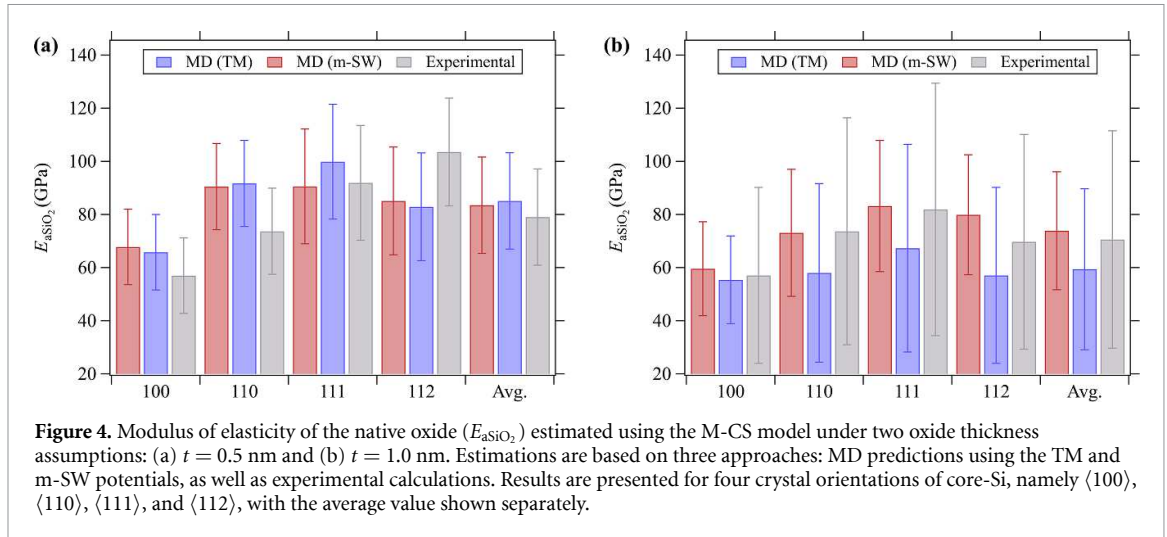 (a)
MD (TM) MD (m-SW) Experimental
140
120
100
80
60
40
20
E_aSiO₂ (GPa)
100 110 111 112 Avg.
(b)
MD (TM) MD (m-SW) Experimental
140
120
100
80
60
40
20
E_aSiO₂ (GPa)
100 110 111 112 Avg.
Figure 4. Modulus of elasticity of the native oxide (E_aSiO₂) estimated using the M-CS model under two oxide thickness
assumptions: (a) t = 0.5 nm and (b) t = 1.0 nm. Estimations are based on three approaches: MD predictions using the TM and
m-SW potentials, as well as experimental calculations. Results are presented for four crystal orientations of core-Si, namely ⟨100⟩,
⟨110⟩, ⟨111⟩, and ⟨112⟩, with the average value shown separately.